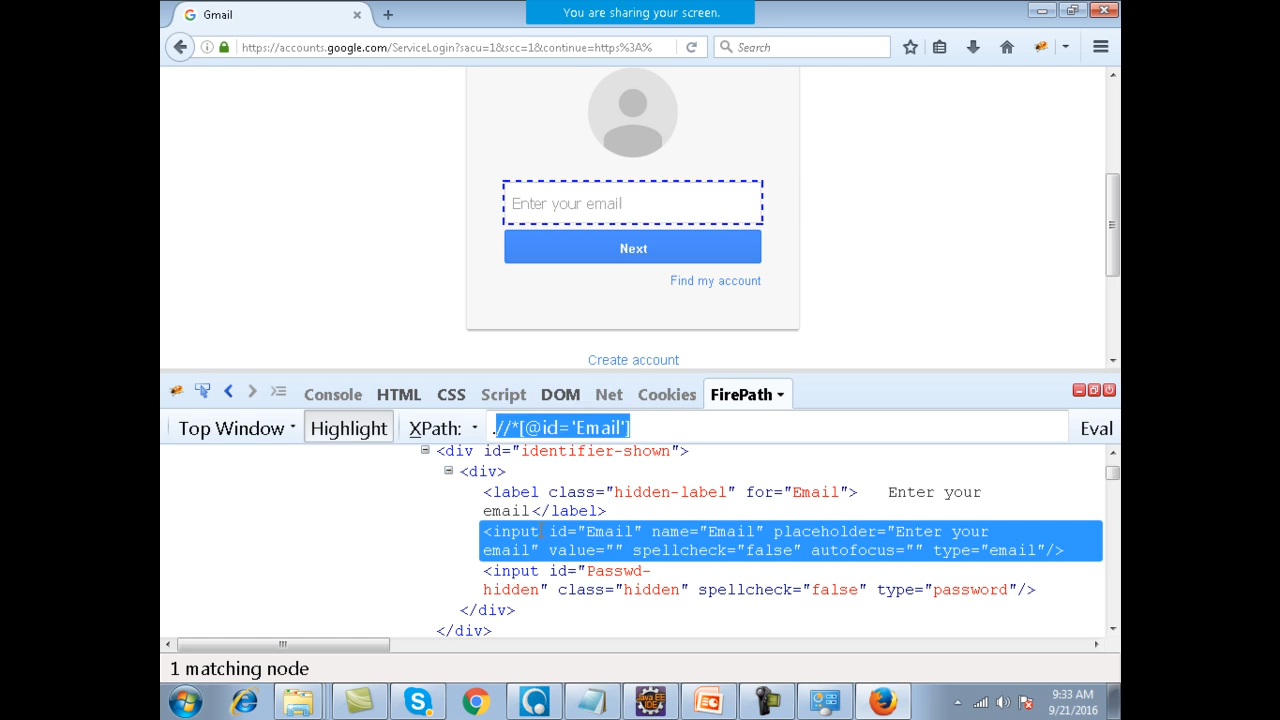 Gmail
You are sharing your screen.
https://accounts.google.com/ServiceLogin?sacu=1&scc=1&continue=https%3A%
Search
Enter your email
Next
Find my account
Create account
Console HTML CSS Script DOM Net Cookies FirePath
Top Window Highlight XPath: .//*[@id='Email'] Eval
<div id="identifier-shown">
<div>
<label class="hidden-label" for="Email"> Enter your
email</label>
<input id="Email" name="Email" placeholder="Enter your
email" value="" spellcheck="false" autofocus="" type="email"/>
<input id="Passwd-
hidden" class="hidden" spellcheck="false" type="password"/>
</div>
</div>
1 matching node
9:33 AM
9/21/2016